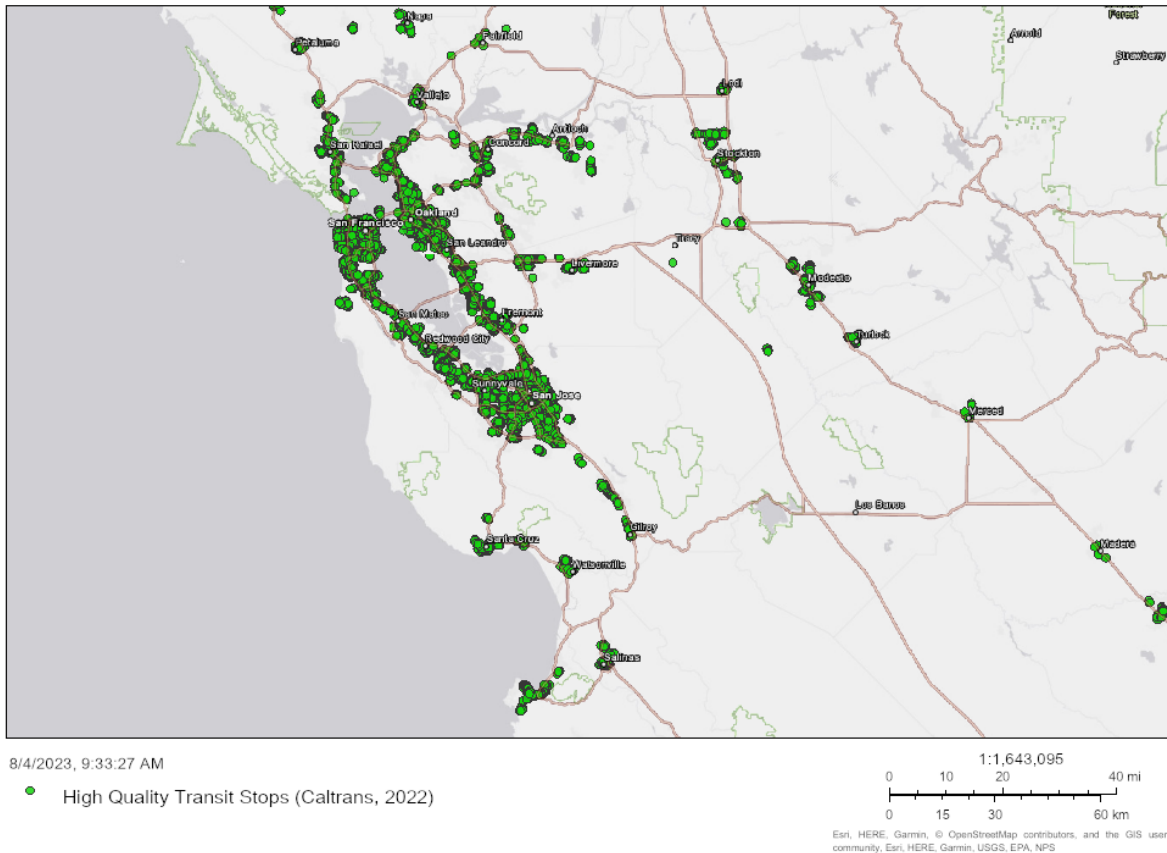 Forest
Napa
Arnold
Petaluma
Fairfield
Strawberry
Vallejo
Lodi
Antioch
San Rafael
Concord
Stockton
Oakland
San Francisco
San Leandro
Tracy
Livermore
Modesto
San Mateo
Fremont
Redwood City
Turlock
Sunnyvale
San Jose
Merced
Los Banos
Gilroy
Santa Cruz
Madera
Watsonville
Salinas
8/4/2023, 9:33:27 AM
High Quality Transit Stops (Caltrans, 2022)
1:1,643,095
0 10 20 40 mi
0 15 30 60 km
Esri, HERE, Garmin, © OpenStreetMap contributors, and the GIS user
community, Esri, HERE, Garmin, USGS, EPA, NPS